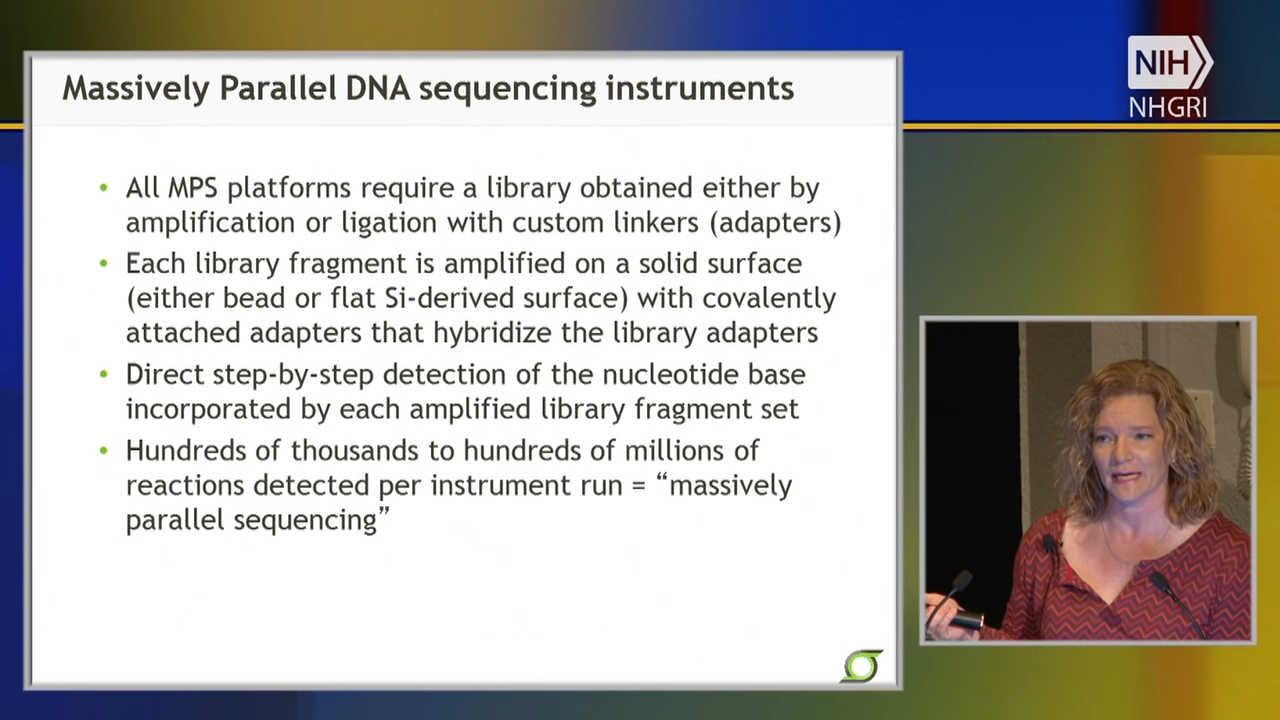 Massively Parallel DNA sequencing instruments
• All MPS platforms require a library obtained either by
amplification or ligation with custom linkers (adapters)
• Each library fragment is amplified on a solid surface
(either bead or flat Si-derived surface) with covalently
attached adapters that hybridize the library adapters
• Direct step-by-step detection of the nucleotide base
incorporated by each amplified library fragment set
• Hundreds of thousands to hundreds of millions of
reactions detected per instrument run = “massively
parallel sequencing”
NIH
NHGRI